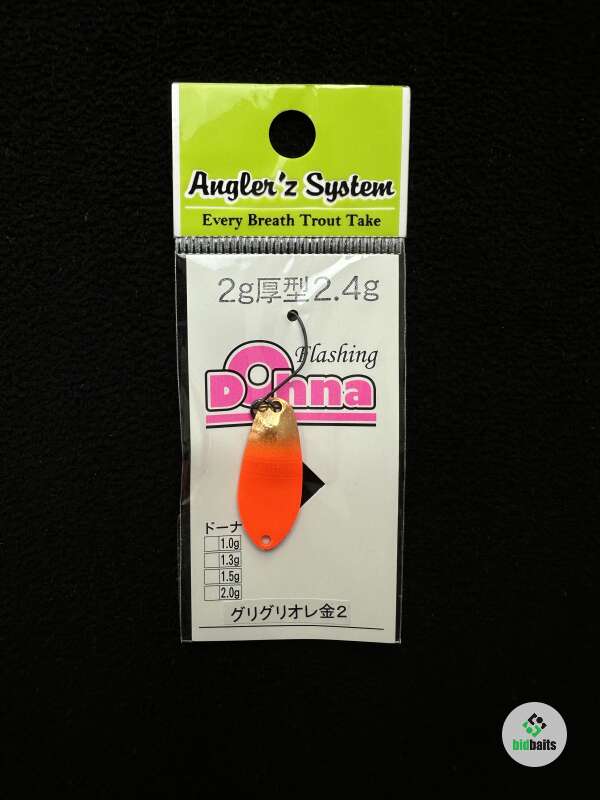 Angler'z System
Every Breath Trout Take
2g厚型2.4g
Flashing
Dohna
ドーナ
1.0g
1.3g
1.5g
2.0g
グリグリオレ金2
bidbaits